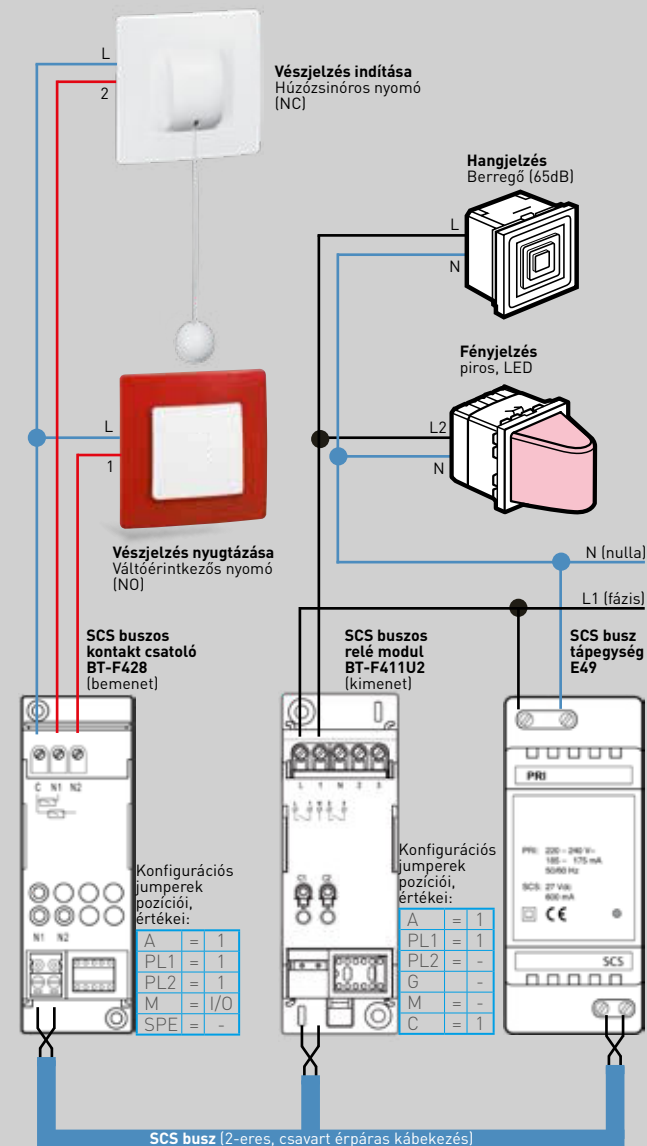 L
2
Vészjelzés indítása
Húzózsinóros nyomó
(NC)
Hangjelzés
Berregő (65dB)
L
N
Fényjelzés
piros, LED
L2
N
L
1
Vészjelzés nyugtázása
Váltóérintkezős nyomó
(NO)
N (nulla)
L1 (fázis)
SCS buszos
kontakt csatoló
BT-F428
(bemenet)
SCS buszos
relé modul
BT-F411U2
(kimenet)
SCS busz
tápegység
E49
C N1 N2
N1 N2
Konfigurációs
jumperek
pozíciói,
értékei:
A = 1
PL1 = 1
PL2 = 1
M = I/O
SPE = -
L 1 N 2 3
C1 C2
Konfigurációs
jumperek
pozíciói,
értékei:
A = 1
PL1 = 1
PL2 = -
G -
M = -
C = 1
PRI
PRI: 220 – 240 V~
185 – 175 mA
50/60 Hz
SCS: 27 Vdc
600 mA
CE
SCS
SCS busz (2-eres, csavart érpáras kábekezés)